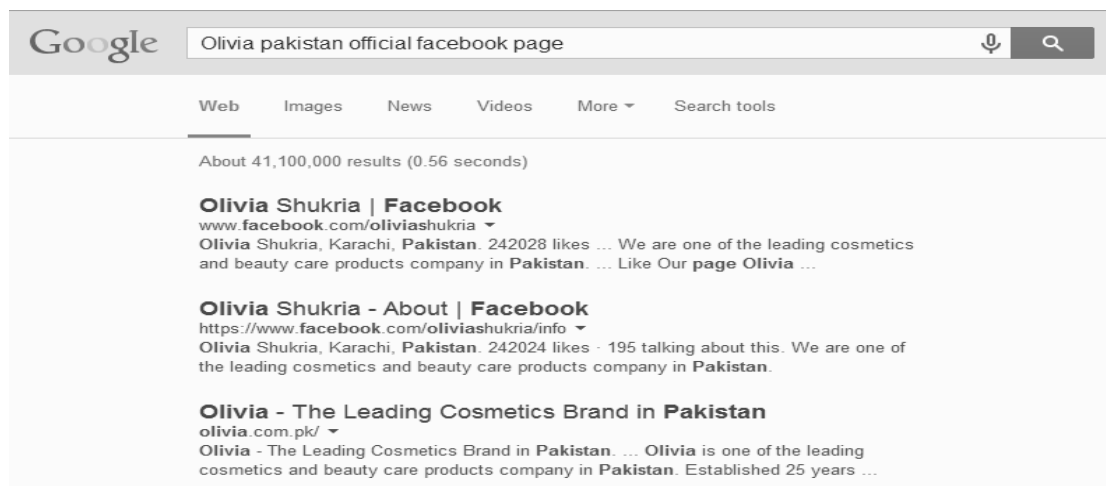 Google Olivia pakistan official facebook page
Web Images News Videos More Search tools
About 41,100,000 results (0.56 seconds)
Olivia Shukria | Facebook
www.facebook.com/oliviashukria
Olivia Shukria, Karachi, Pakistan. 242028 likes ... We are one of the leading cosmetics
and beauty care products company in Pakistan. ... Like Our page Olivia ...
Olivia Shukria - About | Facebook
https://www.facebook.com/oliviashukria/info
Olivia Shukria, Karachi, Pakistan. 242024 likes · 195 talking about this. We are one of
the leading cosmetics and beauty care products company in Pakistan.
Olivia - The Leading Cosmetics Brand in Pakistan
olivia.com.pk/
Olivia - The Leading Cosmetics Brand in Pakistan. ... Olivia is one of the leading
cosmetics and beauty care products company in Pakistan. Established 25 years ...